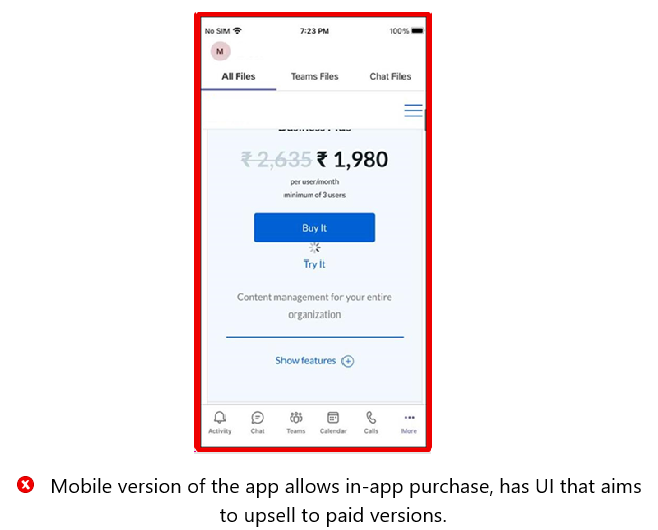 No SIM 7:23 PM 100%
M
All Files Teams Files Chat Files
₹ 2,635 ₹ 1,980
per user/month
minimum of 3 users
Buy It
Try It
Content management for your entire
organization
Show features
Activity Chat Teams Calendar Calls More
Mobile version of the app allows in-app purchase, has UI that aims
to upsell to paid versions.